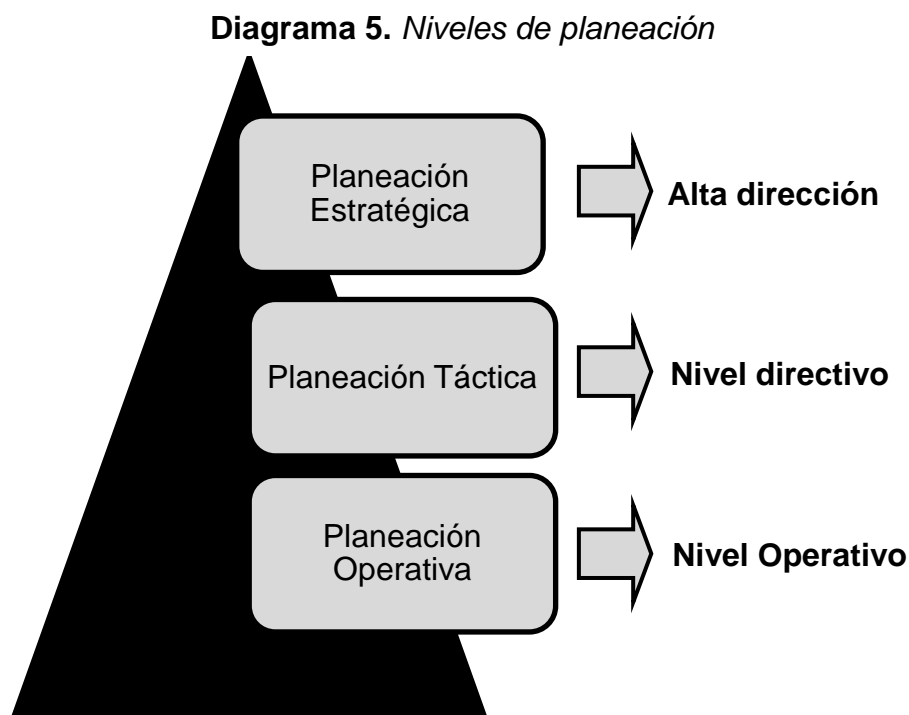 Diagrama 5. Niveles de planeación
Planeación
Estratégica
Alta dirección
Planeación Táctica
Nivel directivo
Planeación
Operativa
Nivel Operativo